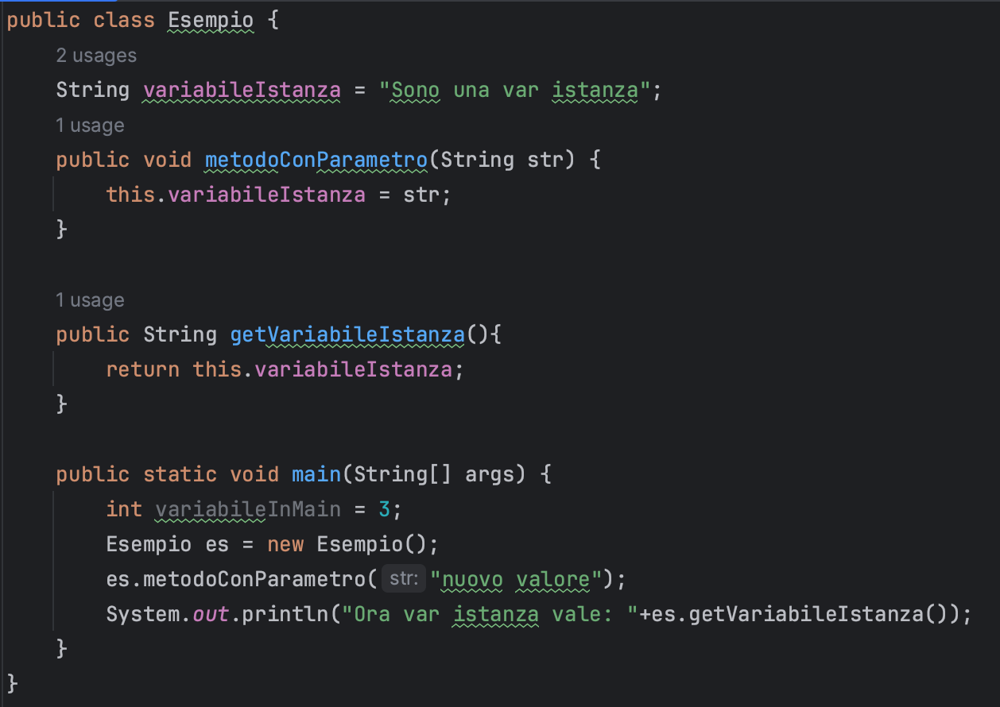 public class Esempio {
2 usages
String variabileIstanza = "Sono una var istanza";
1 usage
public void metodoConParametro(String str) {
this.variabileIstanza = str;
}
1 usage
public String getVariabileIstanza(){
return this.variabileIstanza;
}
public static void main(String[] args) {
int variabileInMain = 3;
Esempio es = new Esempio();
es.metodoConParametro( str: "nuovo valore");
System.out.println("Ora var istanza vale: "+es.getVariabileIstanza());
}
}